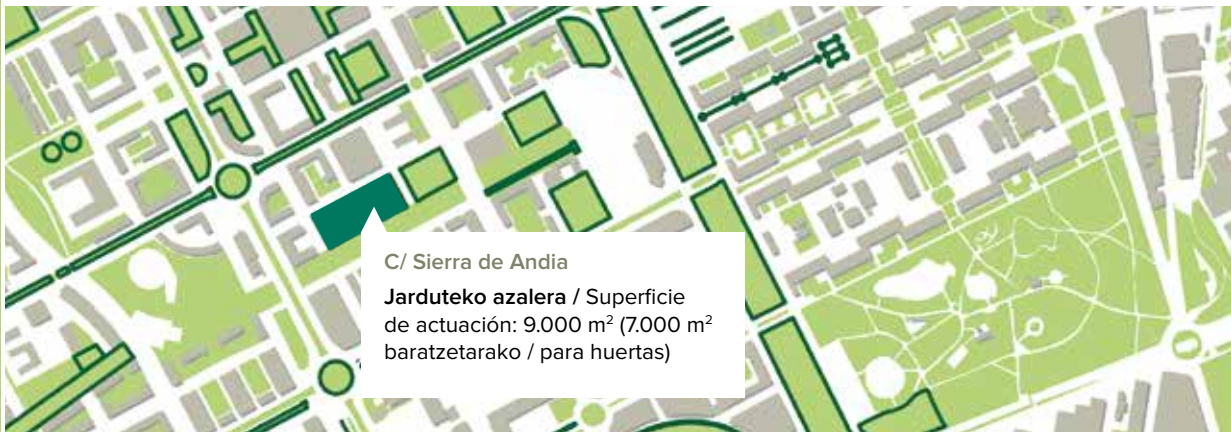 C/ Sierra de Andia
Jarduteko azalera / Superficie
de actuación: 9.000 m² (7.000 m²
baratzetarako / para huertas)